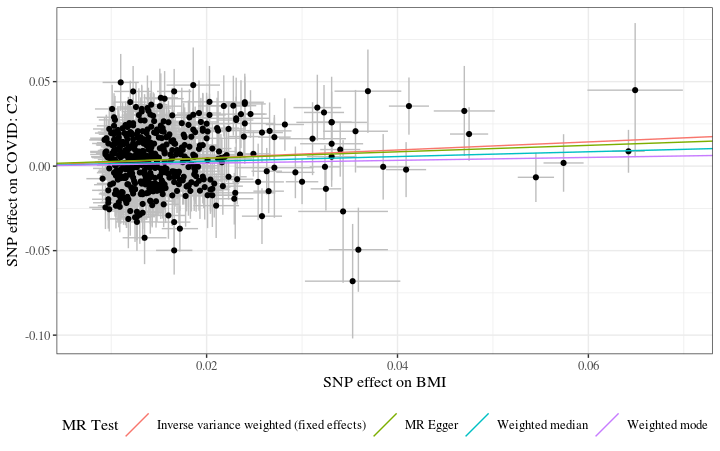 0.05
0.00
-0.05
-0.10
SNP effect on COVID: C2
0.02
0.04
0.06
SNP effect on BMI
MR Test
Inverse variance weighted (fixed effects)
MR Egger
Weighted median
Weighted mode